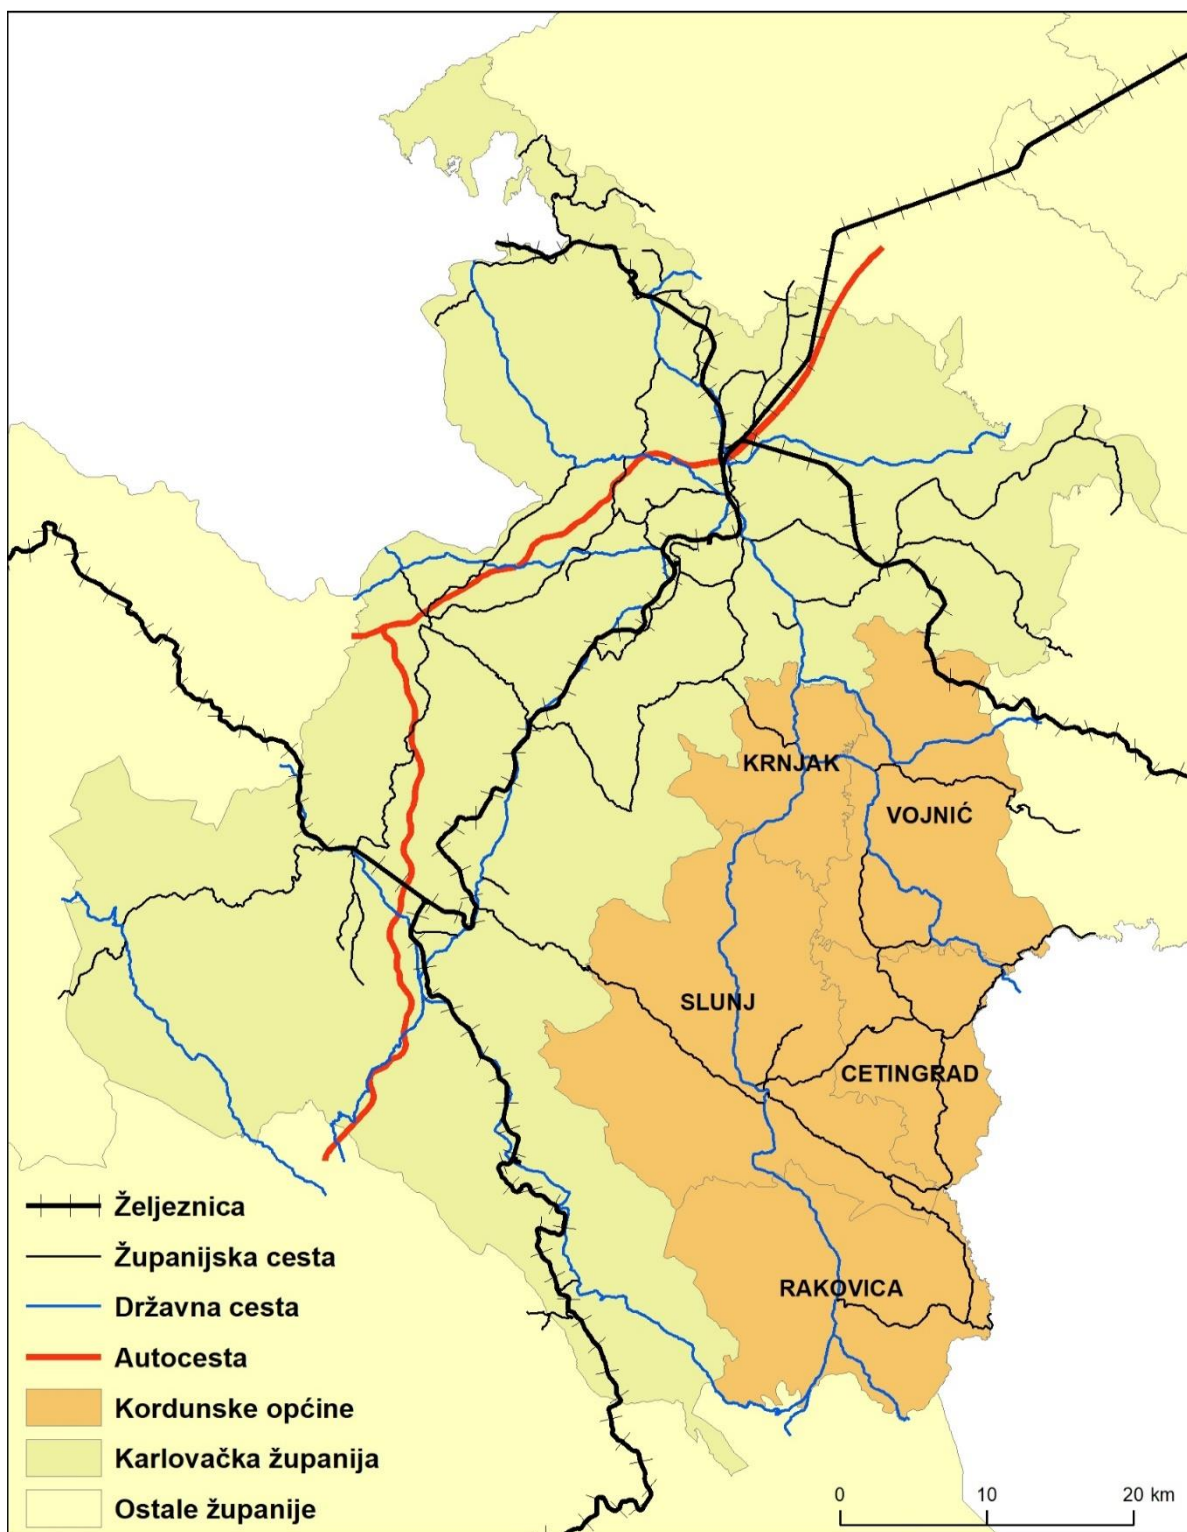 KRNJAK
VOJNIĆ
SLUNJ
CETINGRAD
RAKOVICA
Željeznica
Županijska cesta
Državna cesta
Autocesta
Kordunske općine
Karlovačka županija
Ostale županije
0 10 20 km